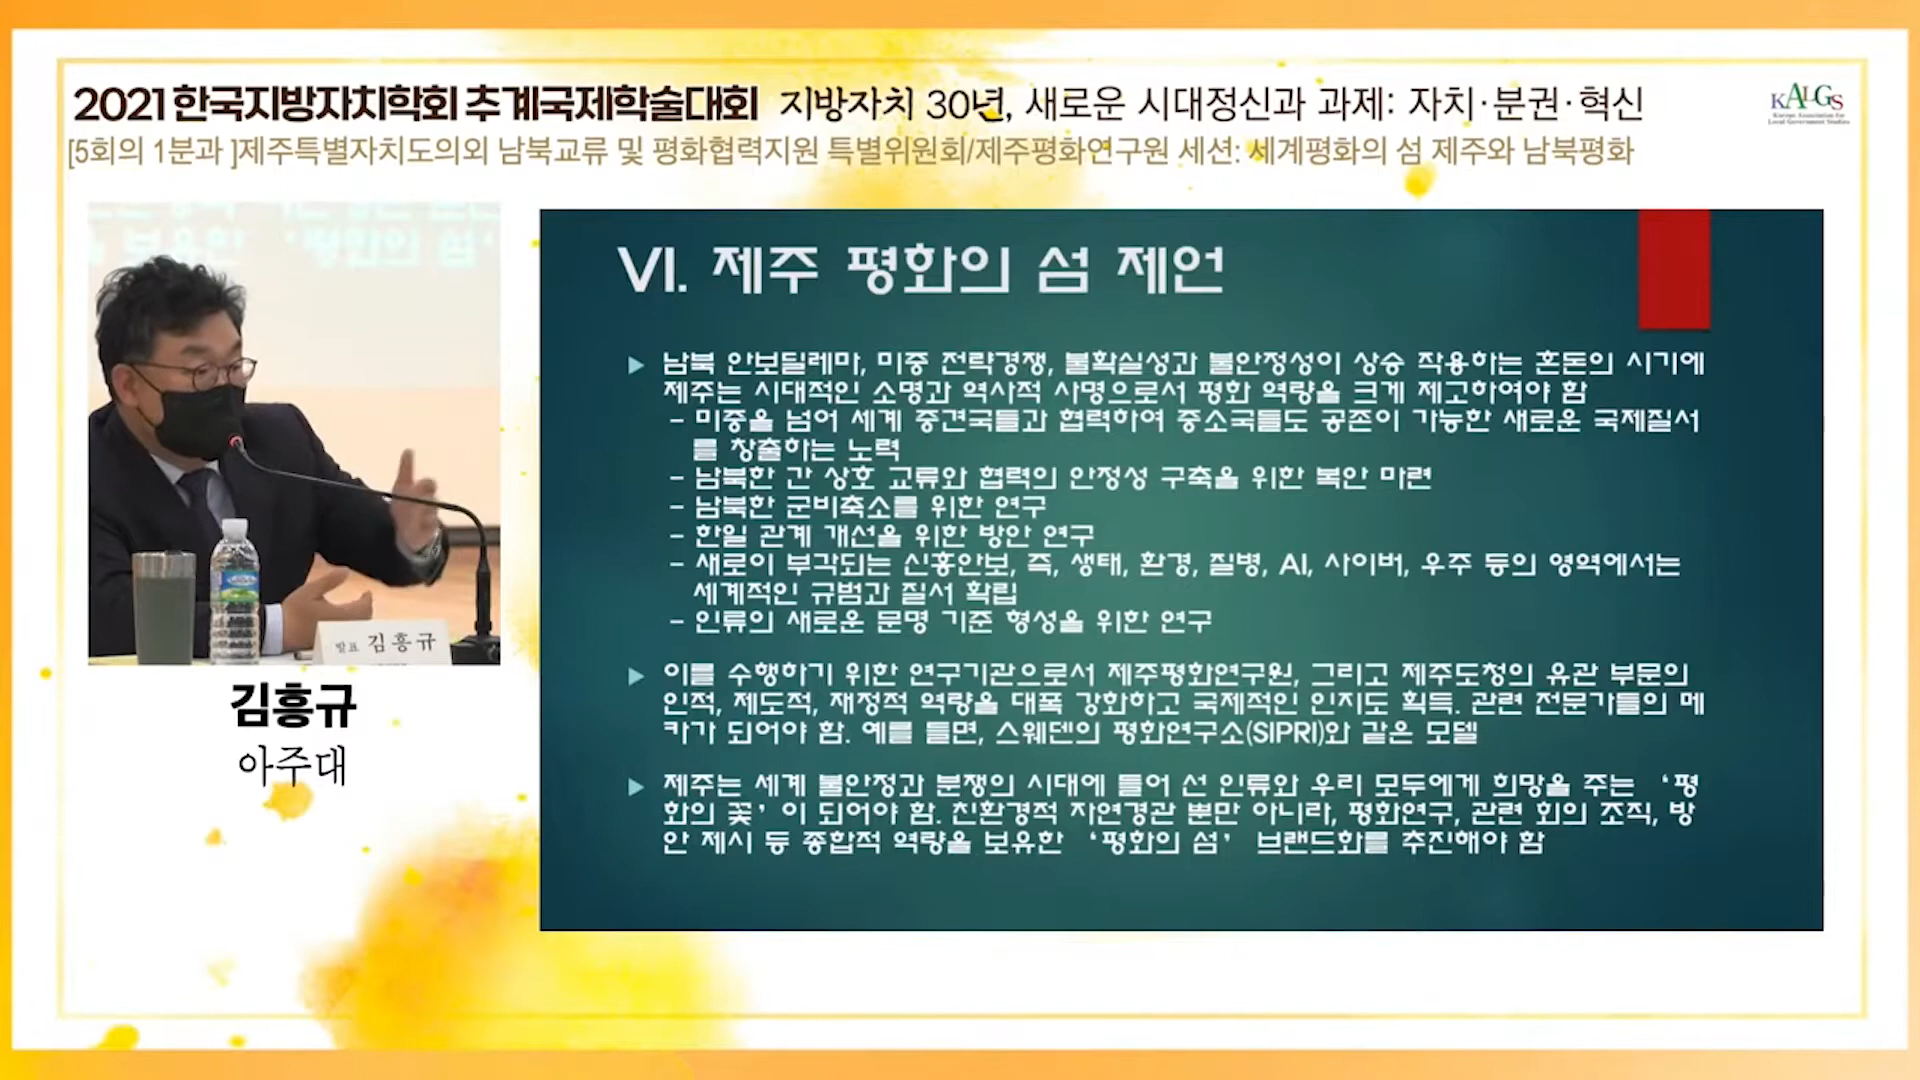 2021 한국지방자치학회 추계국제학술대회 지방자치 30년, 새로운 시대정신과 과제: 자치·분권·혁신
KALGS
Korean Association for
Local Government Studies
[5회의 1분과 ]제주특별자치도의외 남북교류 및 평화협력지원 특별위원회/제주평화연구원 세션: 세계평화의 섬 제주와 남북평화
보유한 '평화의 섬'
발표 김흥규
김흥규
아주대
VI. 제주 평화의 섬 제언
▶ 남북 안보딜레마, 미중 전략경쟁, 불확실성과 불안정성이 상승 작용하는 혼돈의 시기에
제주는 시대적인 소명과 역사적 사명으로서 평화 역량을 크게 제고하여야 함
– 미중을 넘어 세계 중견국들과 협력하여 중소국들도 공존이 가능한 새로운 국제질서
를 창출하는 노력
– 남북한 간 상호 교류와 협력의 안정성 구축을 위한 복안 마련
– 남북한 군비축소를 위한 연구
– 한일 관계 개선을 위한 방안 연구
– 새로이 부각되는 신흥안보, 즉, 생태, 환경, 질병, AI, 사이버, 우주 등의 영역에서는
세계적인 규범과 질서 확립
– 인류의 새로운 문명 기준 형성을 위한 연구
▶ 이를 수행하기 위한 연구기관으로서 제주평화연구원, 그리고 제주도청의 유관 부문의
인적, 제도적, 재정적 역량을 대폭 강화하고 국제적인 인지도 획득. 관련 전문가들의 메
카가 되어야 함. 예를 들면, 스웨덴의 평화연구소(SIPRI)와 같은 모델
▶ 제주는 세계 불안정과 분쟁의 시대에 들어 선 인류와 우리 모두에게 희망을 주는 '평
화의 꽃' 이 되어야 함. 친환경적 자연경관 뿐만 아니라, 평화연구, 관련 회의 조직, 방
안 제시 등 종합적 역량을 보유한 '평화의 섬' 브랜드화를 추진해야 함